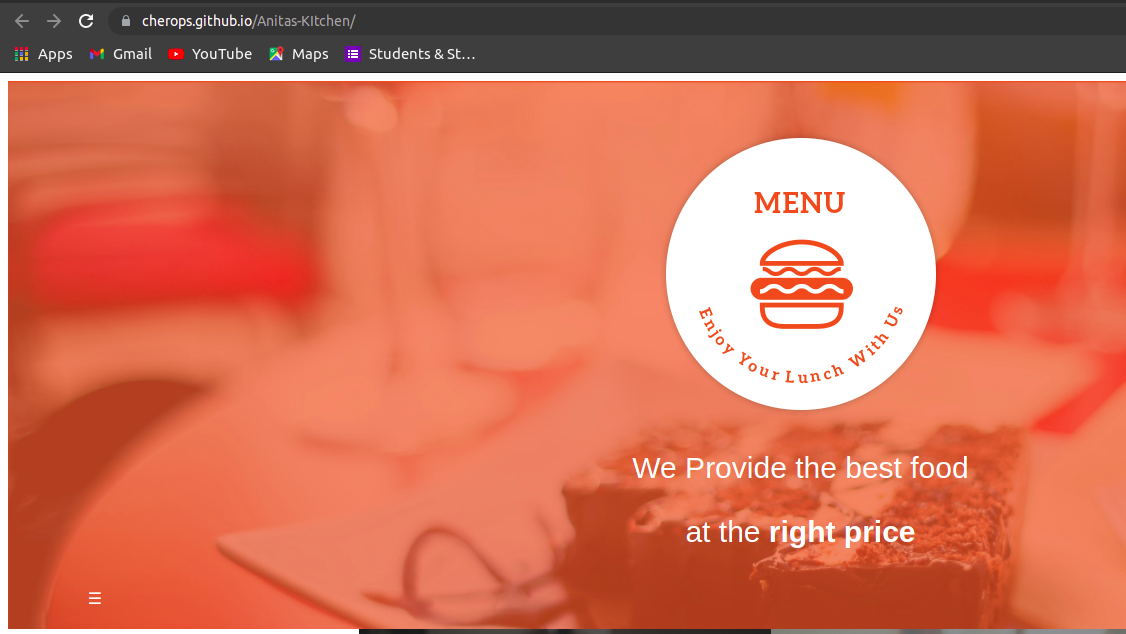 cherops.github.io/Anitas-KItchen/
Apps Gmail YouTube Maps Students & St…
MENU
Enjoy Your Lunch With Us
We Provide the best food
at the right price